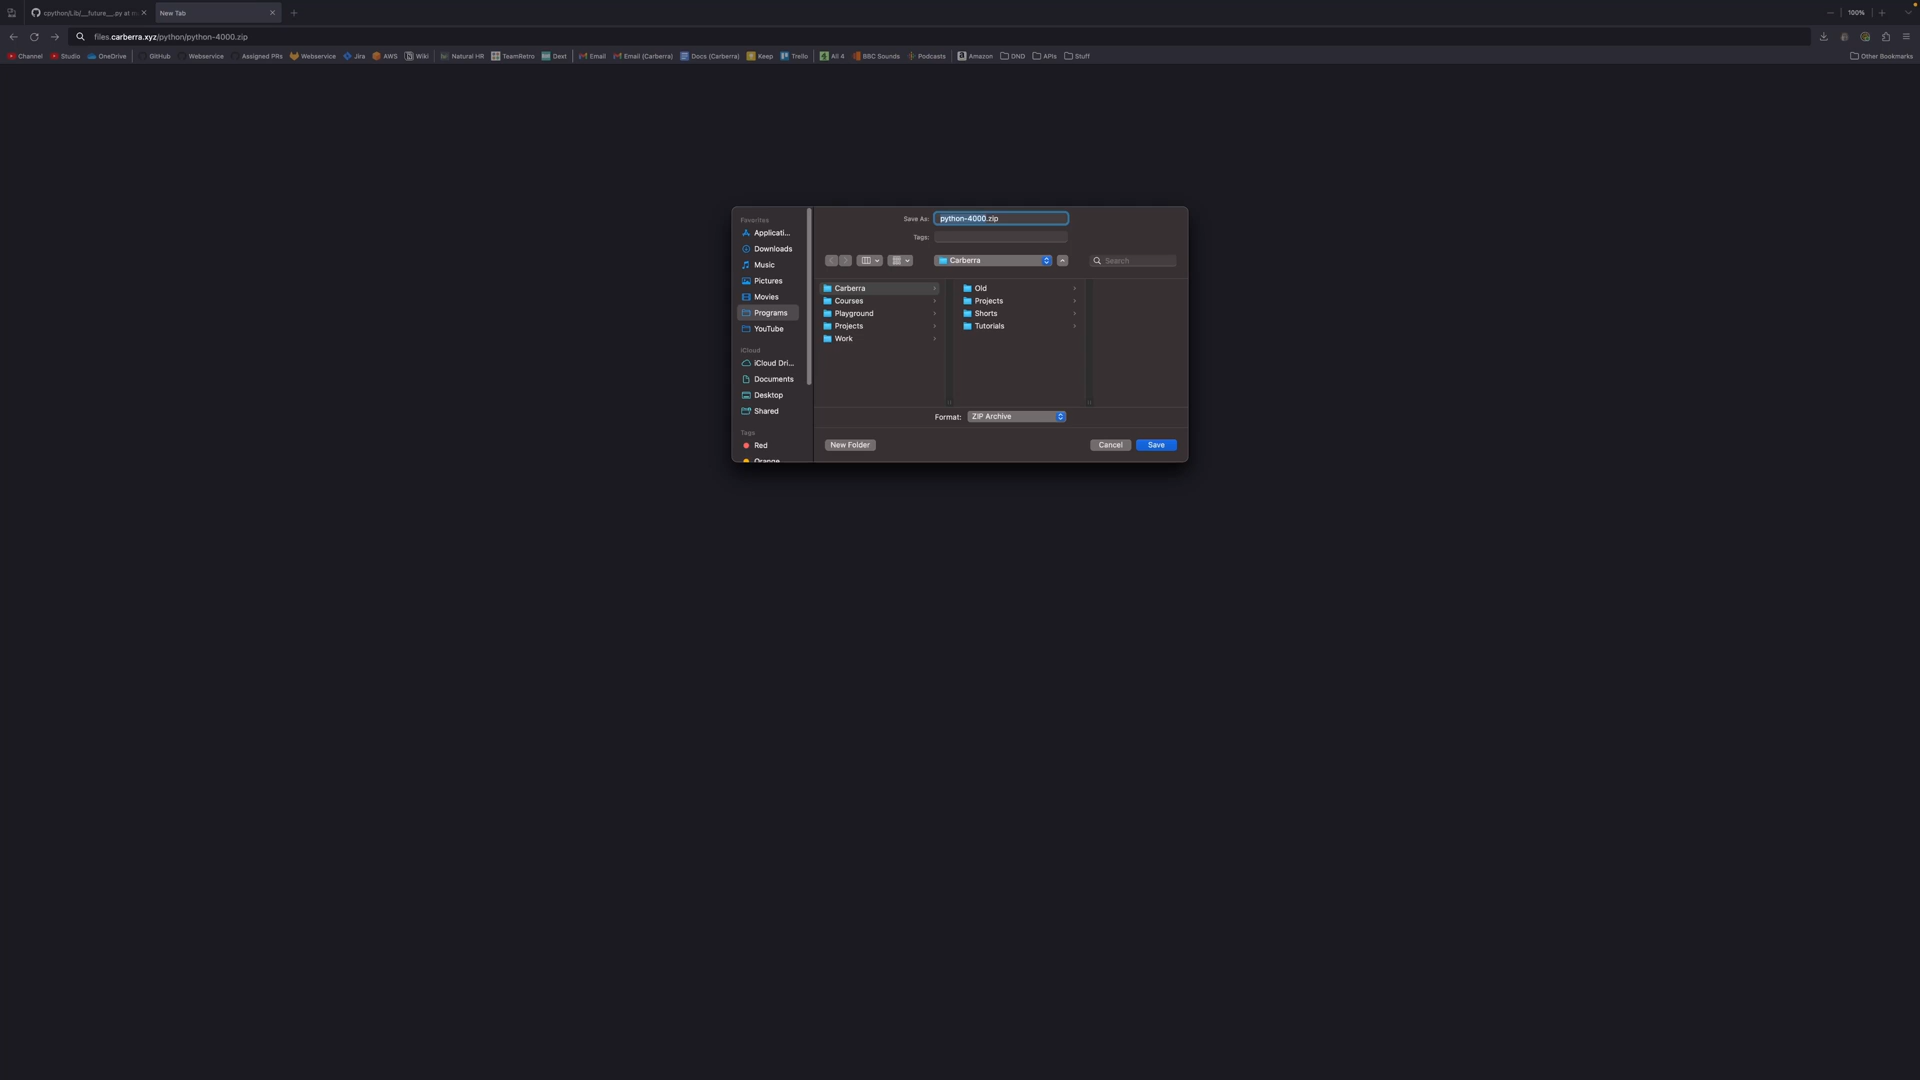 cpython/Lib/__future__.py at m
New Tab
100%
files.carberra.xyz/python/python-4000.zip
Channel Studio OneDrive GitHub Webservice Assigned PRs Webservice Jira AWS Wiki Natural HR TeamRetro Dext Email Email (Carberra) Docs (Carberra) Keep Trello All 4 BBC Sounds Podcasts Amazon DND APIs Stuff Other Bookmarks
Favorites
Applicati...
Downloads
Music
Pictures
Movies
Programs
YouTube
iCloud
iCloud Dri...
Documents
Desktop
Shared
Tags
Red
Orange
Save As: python-4000.zip
Tags:
Carberra
Search
Carberra
Courses
Playground
Projects
Work
Old
Projects
Shorts
Tutorials
Format: ZIP Archive
New Folder
Cancel
Save